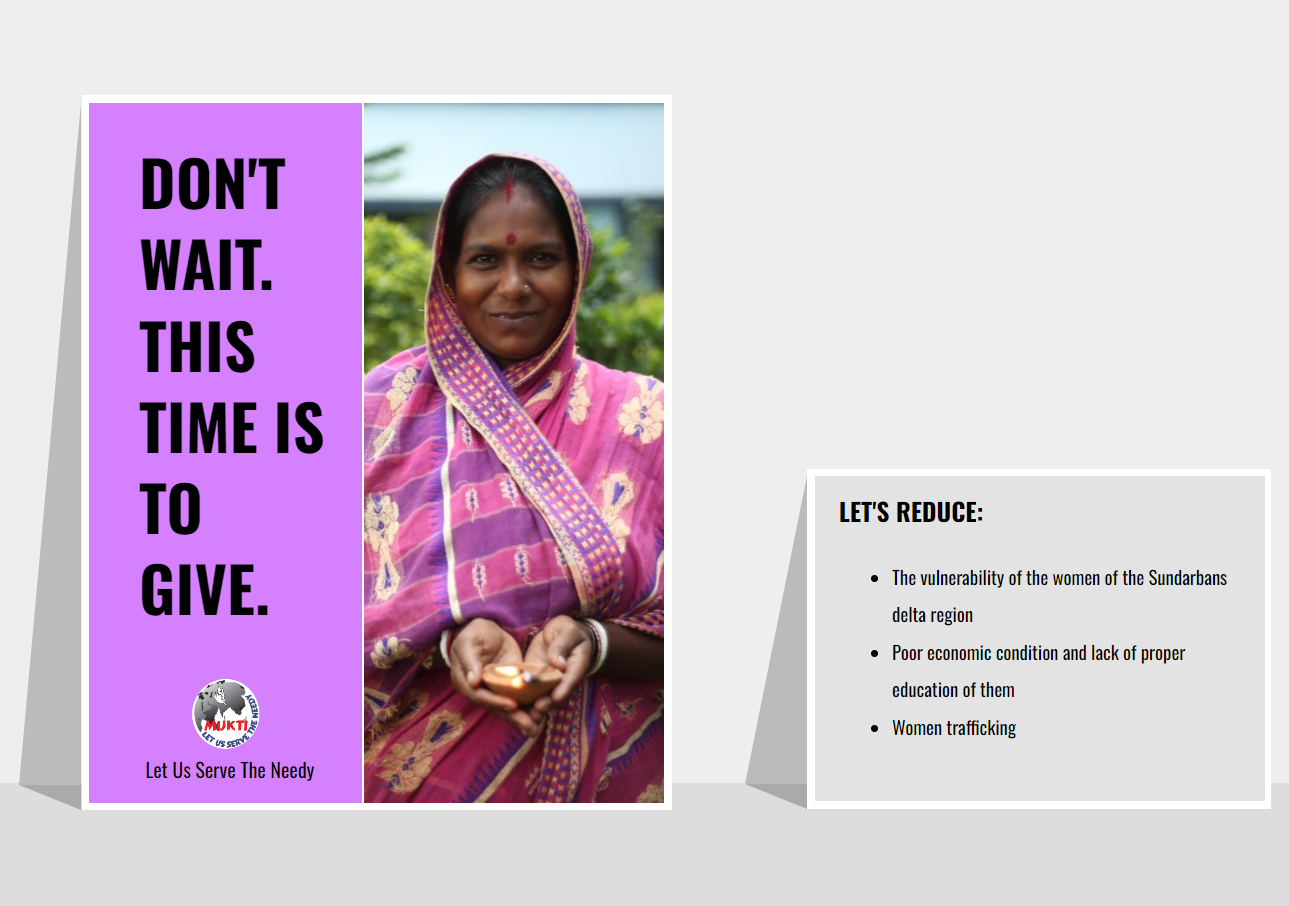 DON'T
WAIT.
THIS
TIME IS
TO
GIVE.
MUKTI
LET US SERVE THE NEEDY
Let Us Serve The Needy
LET'S REDUCE:
• The vulnerability of the women of the Sundarbans
delta region
• Poor economic condition and lack of proper
education of them
• Women trafficking